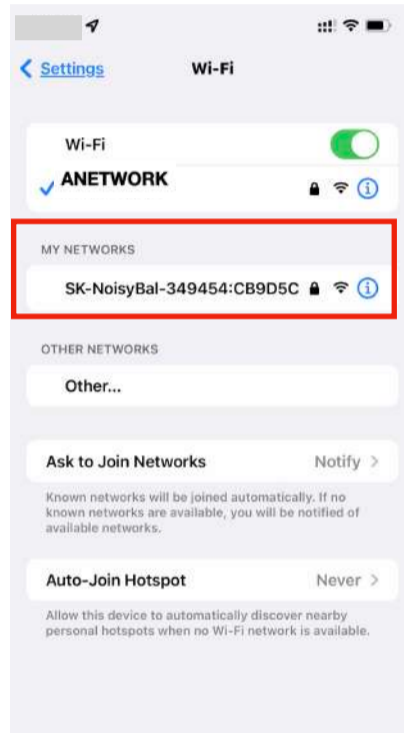 Settings
Wi-Fi
Wi-Fi
ANETWORK
MY NETWORKS
SK-NoisyBal-349454:CB9D5C
OTHER NETWORKS
Other...
Ask to Join Networks Notify
Known networks will be joined automatically. If no
known networks are available, you will be notified of
available networks.
Auto-Join Hotspot Never
Allow this device to automatically discover nearby
personal hotspots when no Wi-Fi network is available.